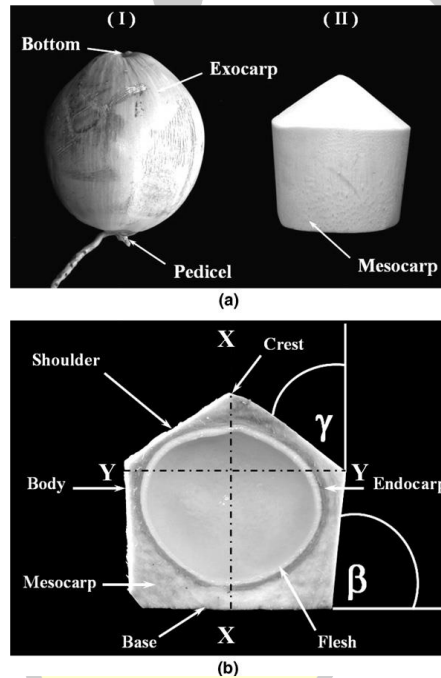 ( I )
( II )
Bottom
Exocarp
Mesocarp
Pedicel
(a)
X
Crest
Shoulder
γ
Y
Y
Body
Endocarp
β
Mesocarp
Base
X
Flesh
(b)